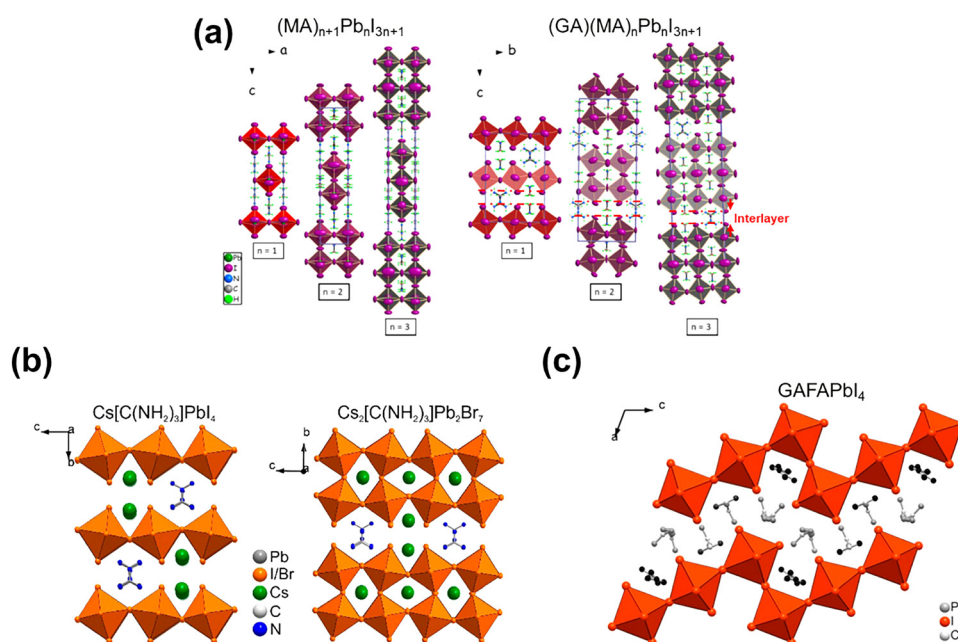 (a)
(MA)ₙ₊₁PbₙI₃ₙ₊₁
(GA)(MA)ₙPbₙI₃ₙ₊₁
a
c
b
c
n = 1
n = 2
n = 3
n = 1
n = 2
n = 3
Interlayer
Pb
I
N
C
H
(b)
Cs[C(NH₂)₃]PbI₄
c
a
b
Cs₂[C(NH₂)₃]Pb₂Br₇
b
c
a
Pb
I/Br
Cs
C
N
(c)
GAFAPbI₄
c
a
P
I
C